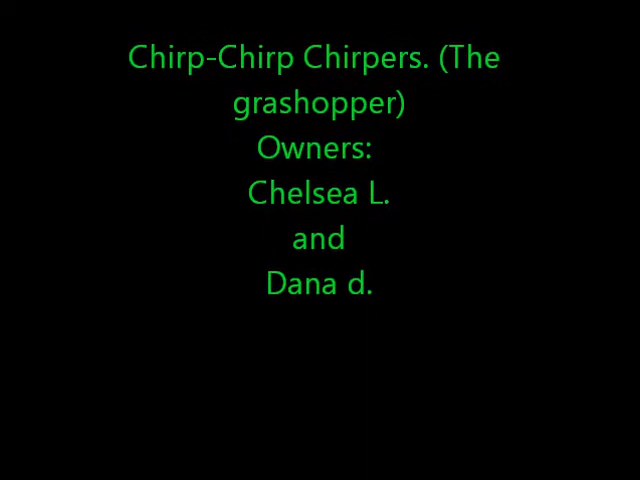 Chirp-Chirp Chirpers. (The
grashopper)
Owners:
Chelsea L.
and
Dana d.